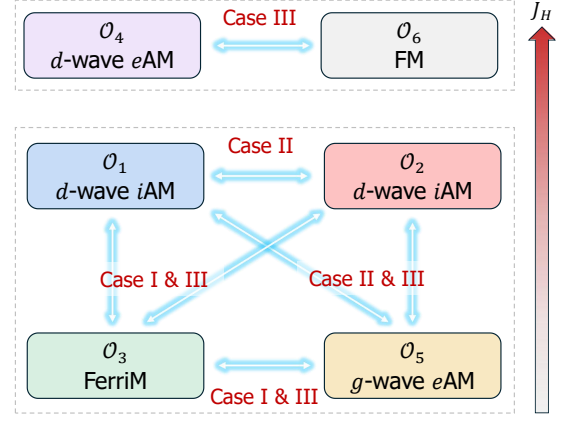 J_H
Case III
𝒪₄
d-wave eAM
𝒪₆
FM
Case II
𝒪₁
d-wave iAM
𝒪₂
d-wave iAM
Case I & III
Case II & III
𝒪₃
FerriM
𝒪₅
g-wave eAM
Case I & III